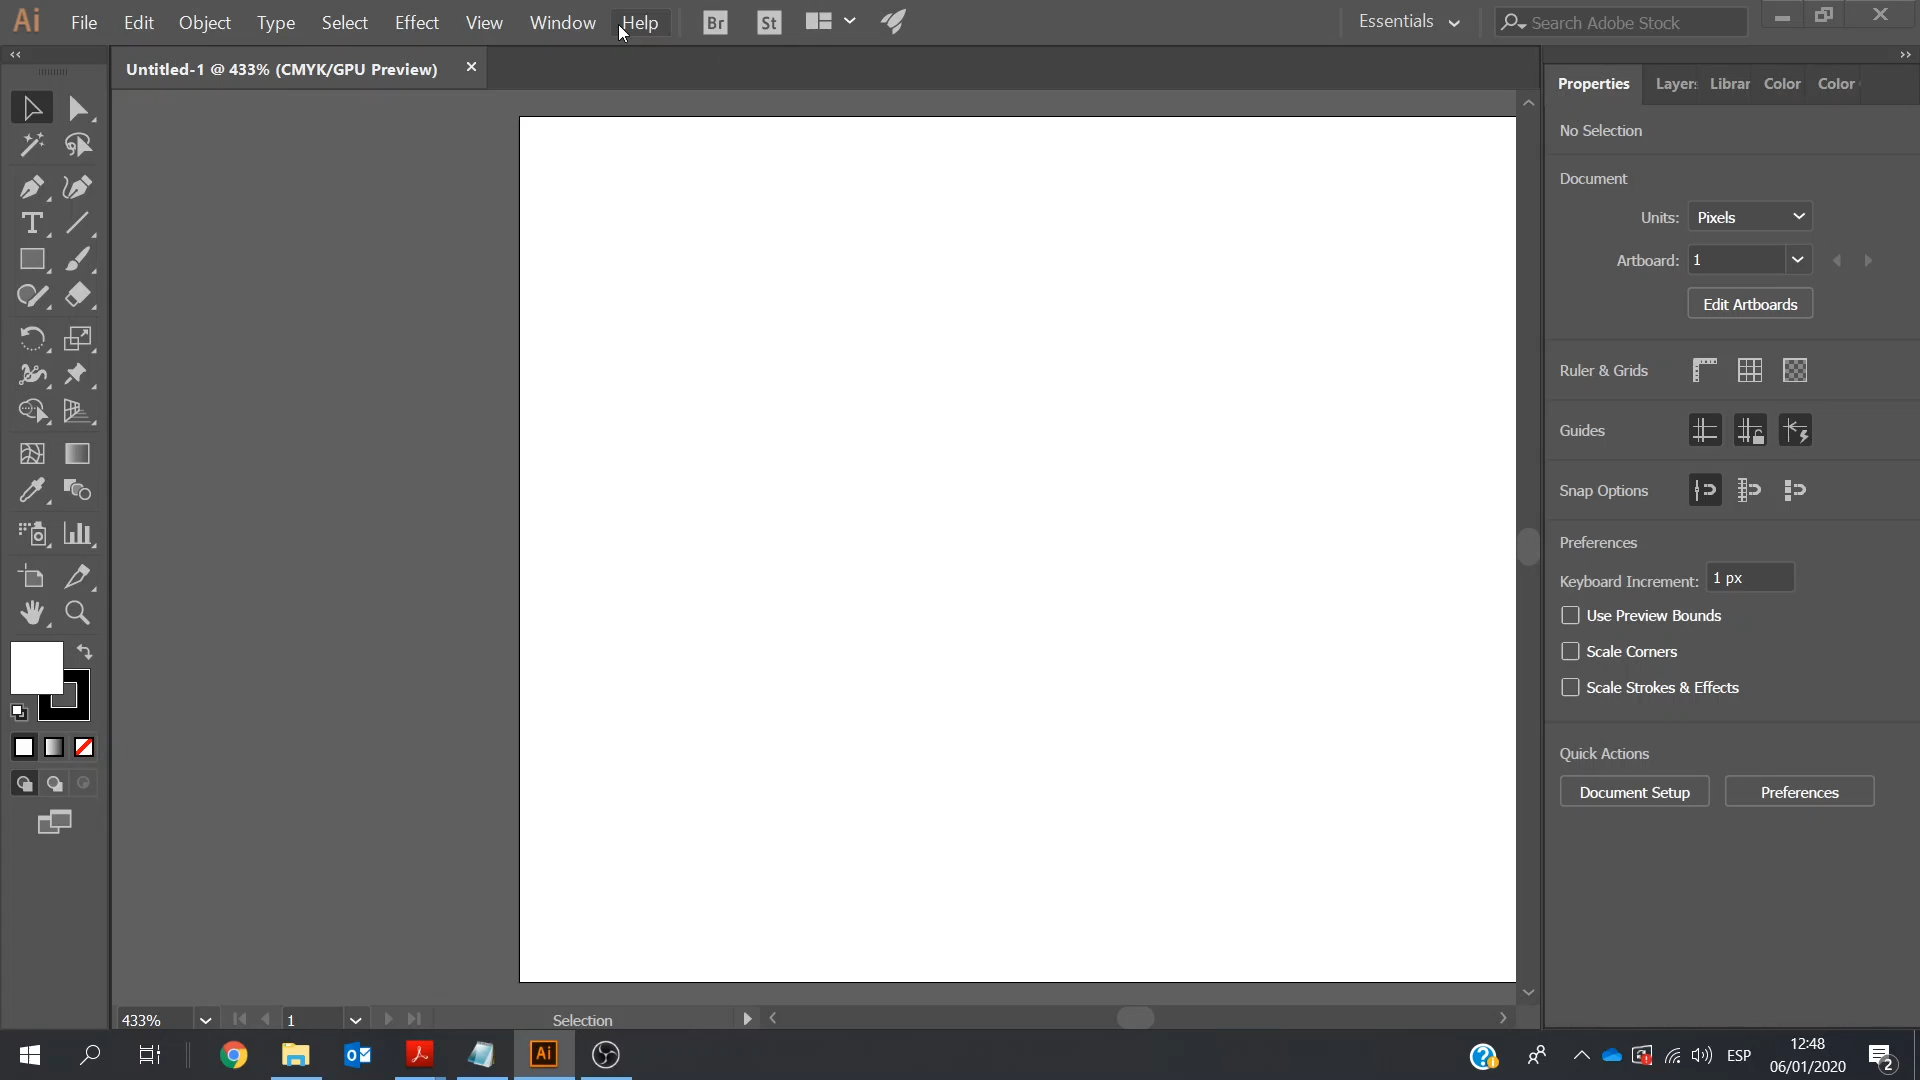 Ai File Edit Object Type Select Effect View Window Help Br St Essentials Search Adobe Stock
Untitled-1 @ 433% (CMYK/GPU Preview)
Properties Layer Librar Color Color
No Selection
Document
Units: Pixels
Artboard: 1
Edit Artboards
Ruler & Grids
Guides
Snap Options
Preferences
Keyboard Increment: 1 px
Use Preview Bounds
Scale Corners
Scale Strokes & Effects
Quick Actions
Document Setup Preferences
433% 1 Selection
Ai ESP 12:48
06/01/2020 2